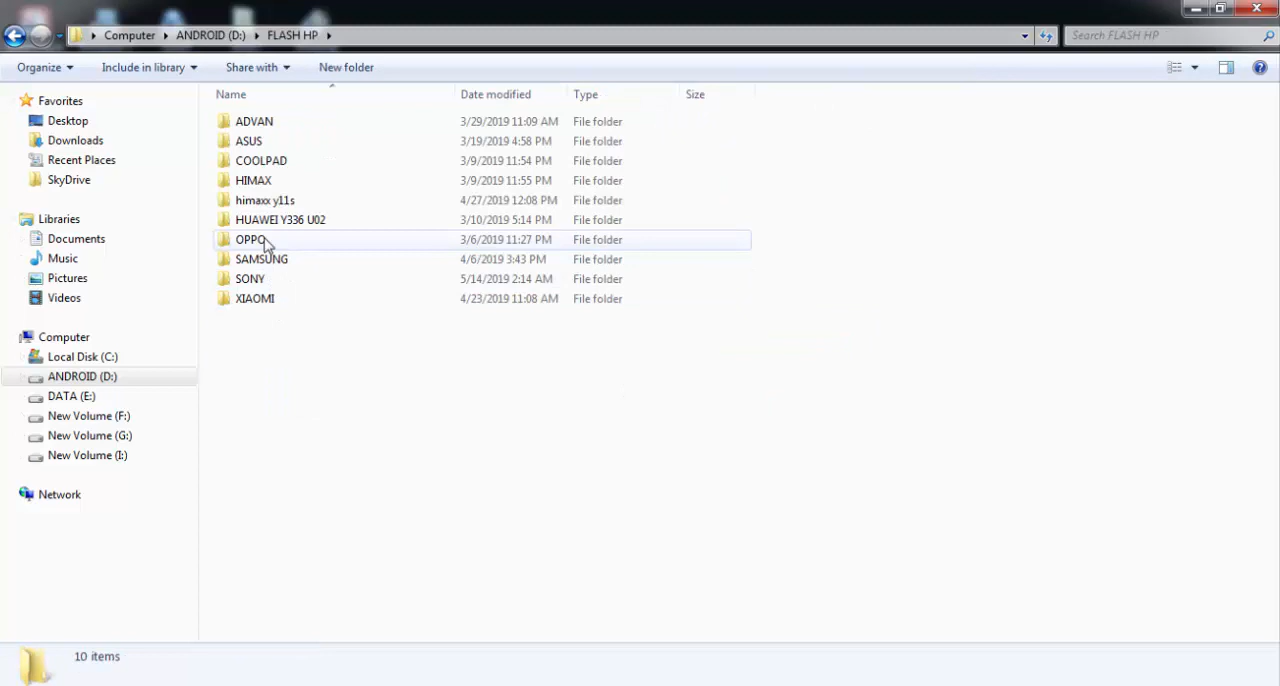 Computer ANDROID (D:) FLASH HP Search FLASH HP
Organize Include in library Share with New folder
Name Date modified Type Size
Favorites
Desktop
Downloads
Recent Places
SkyDrive
Libraries
Documents
Music
Pictures
Videos
Computer
Local Disk (C:)
ANDROID (D:)
DATA (E:)
New Volume (F:)
New Volume (G:)
New Volume (I:)
Network
ADVAN 3/29/2019 11:09 AM File folder
ASUS 3/19/2019 4:58 PM File folder
COOLPAD 3/9/2019 11:54 PM File folder
HIMAX 3/9/2019 11:55 PM File folder
himaxx y11s 4/27/2019 12:08 PM File folder
HUAWEI Y336 U02 3/10/2019 5:14 PM File folder
OPPO 3/6/2019 11:27 PM File folder
SAMSUNG 4/6/2019 3:43 PM File folder
SONY 5/14/2019 2:14 AM File folder
XIAOMI 4/23/2019 11:08 AM File folder
10 items